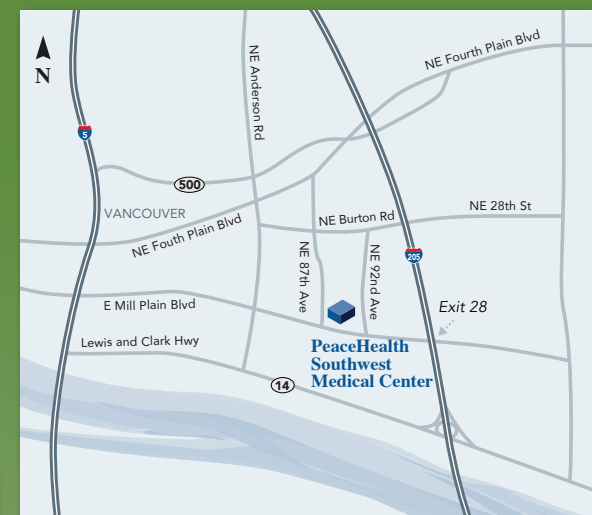 N
NE Anderson Rd
NE Fourth Plain Blvd
5
500
VANCOUVER
NE Fouth Plain Blvd
NE Burton Rd
NE 28th St
NE 87th Ave
NE 92nd Ave
205
E Mill Plain Blvd
Exit 28
Lewis and Clark Hwy
PeaceHealth
Southwest
Medical Center
14